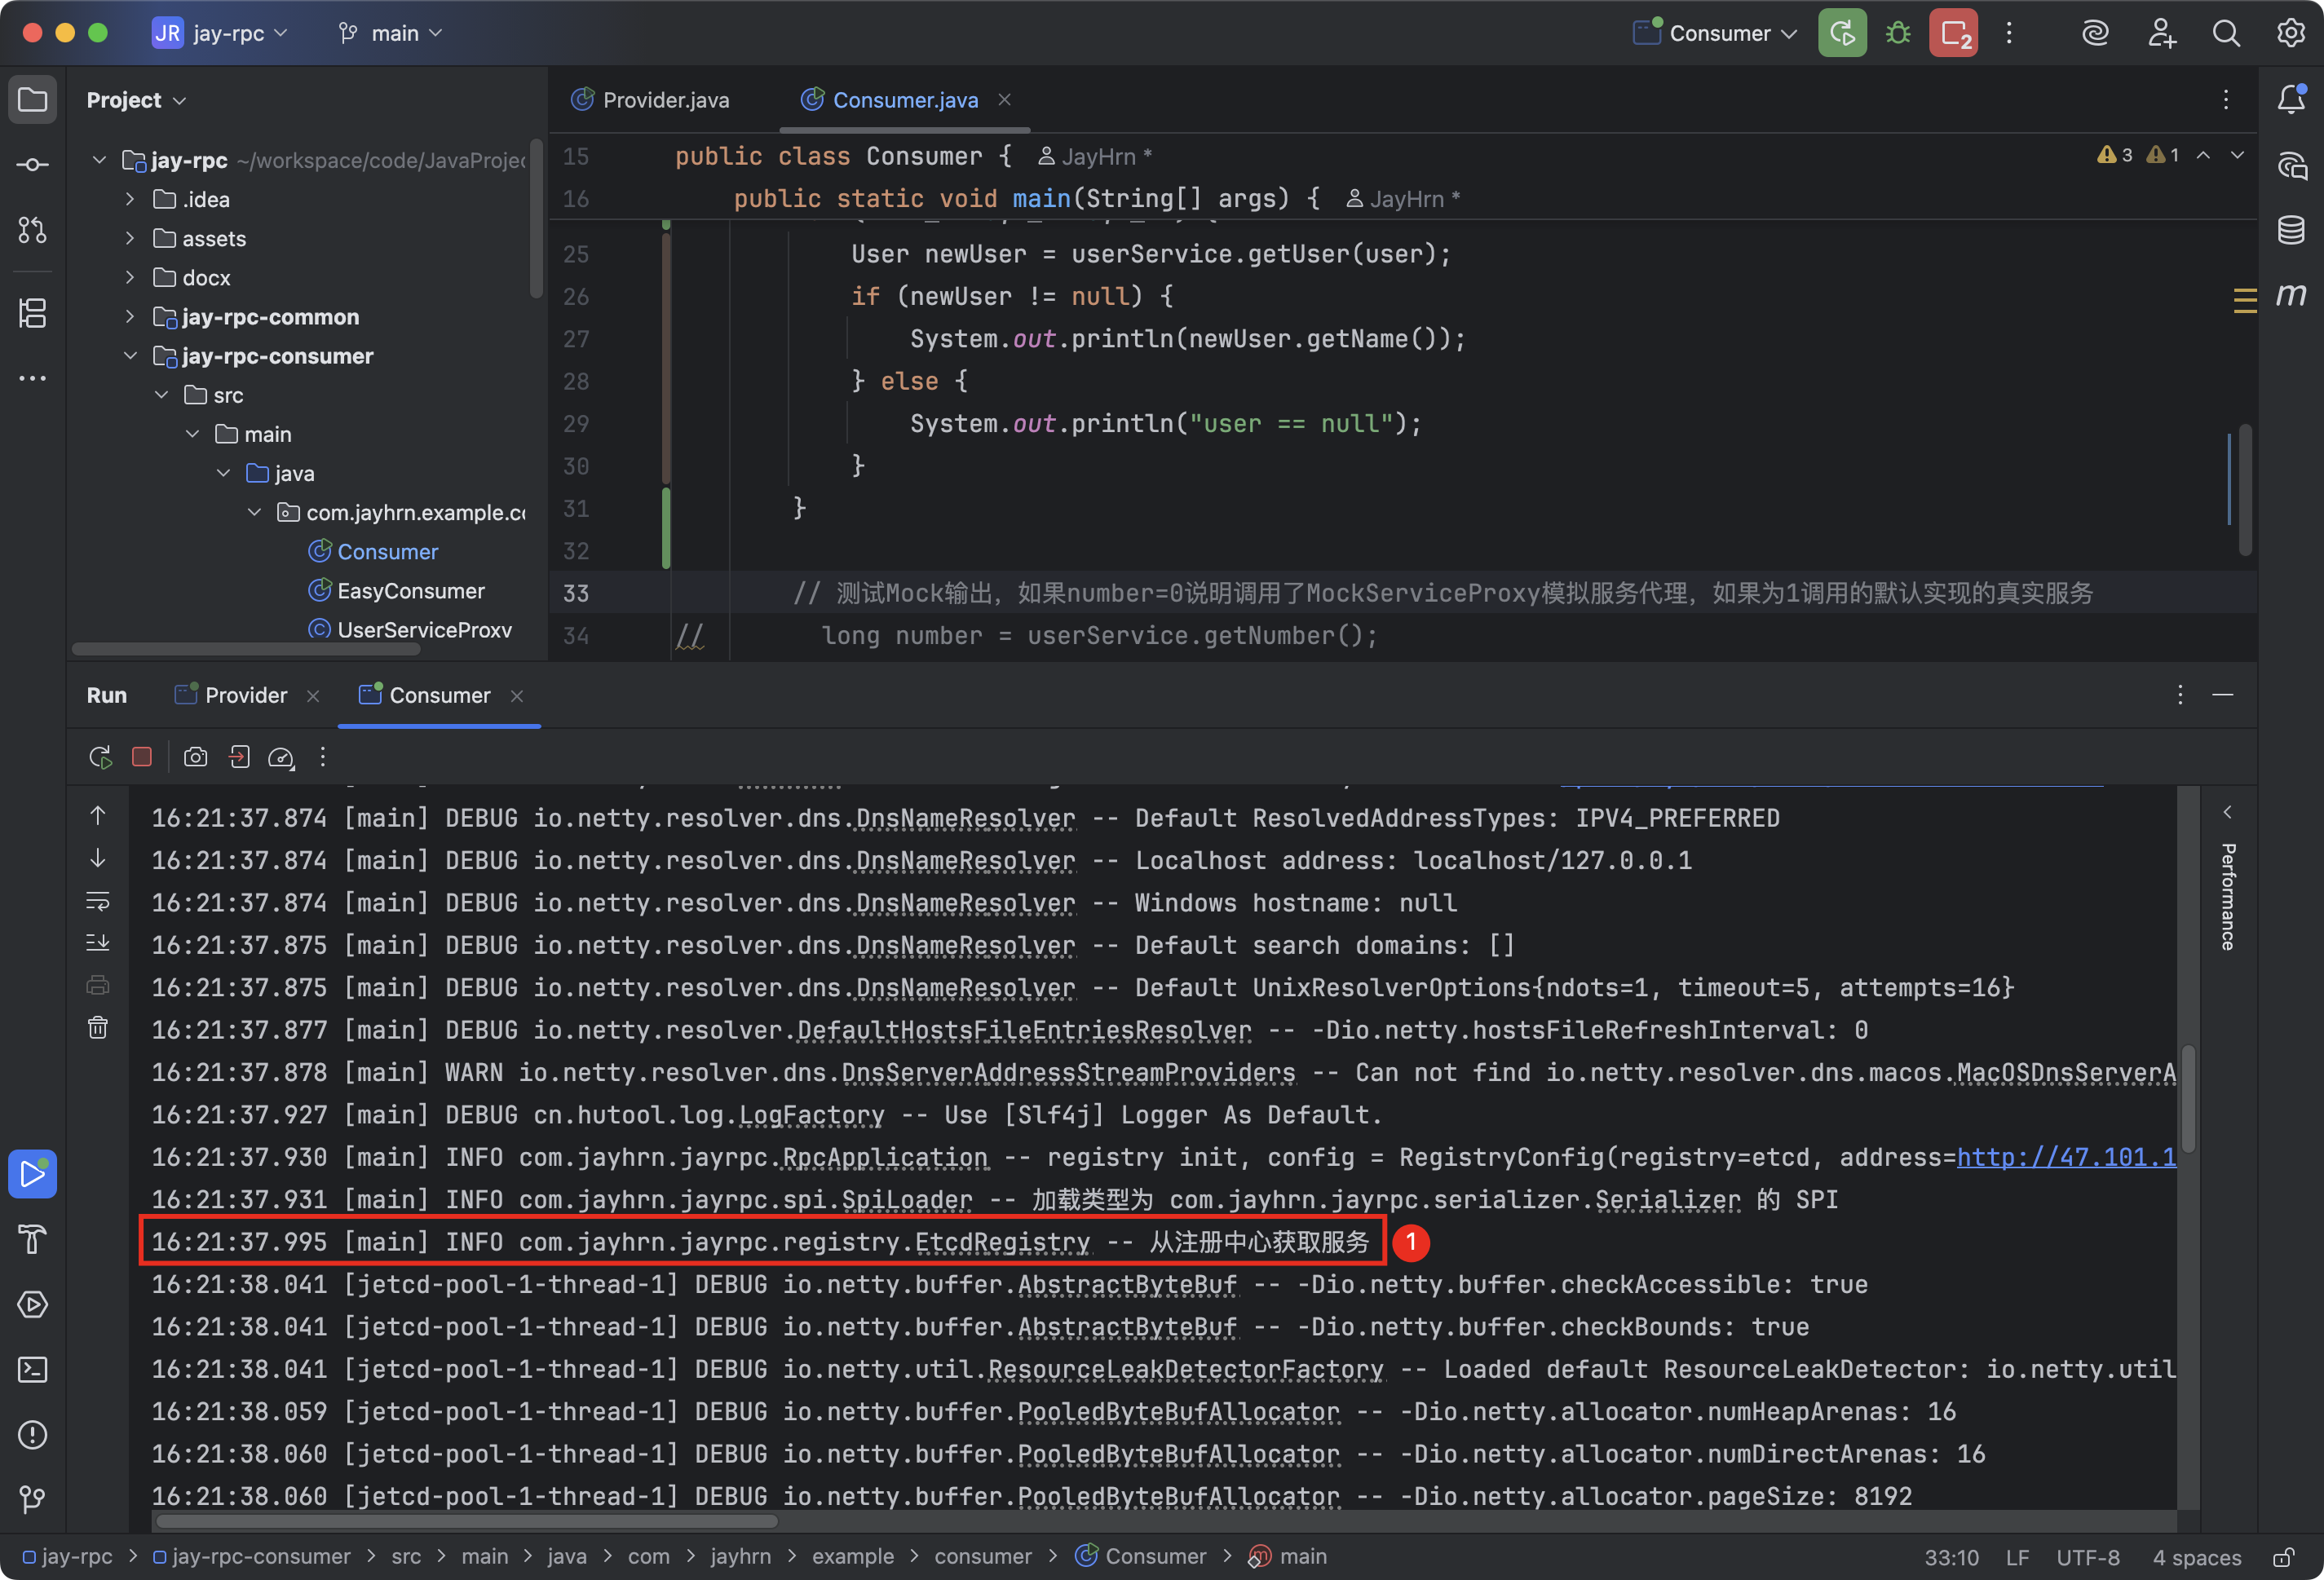 JR jay-rpc main Consumer 2
Project
jay-rpc ~/workspace/code/JavaProjec
.idea
assets
docx
jay-rpc-common
jay-rpc-consumer
src
main
java
com.jayhrn.example.co
Consumer
EasyConsumer
UserServiceProxy
Provider.java Consumer.java
15 public class Consumer { JayHrn *
3 1
16 public static void main(String[] args) { JayHrn *
25 User newUser = userService.getUser(user);
26 if (newUser != null) {
27 System.out.println(newUser.getName());
28 } else {
29 System.out.println("user == null");
30 }
31 }
32
33 // 测试Mock输出，如果number=0说明调用了MockServiceProxy模拟服务代理，如果为1调用的默认实现的真实服务
34 // long number = userService.getNumber();
m
Run Provider Consumer
16:21:37.874 [main] DEBUG io.netty.resolver.dns.DnsNameResolver -- Default ResolvedAddressTypes: IPV4_PREFERRED
16:21:37.874 [main] DEBUG io.netty.resolver.dns.DnsNameResolver -- Localhost address: localhost/127.0.0.1
16:21:37.874 [main] DEBUG io.netty.resolver.dns.DnsNameResolver -- Windows hostname: null
16:21:37.875 [main] DEBUG io.netty.resolver.dns.DnsNameResolver -- Default search domains: []
16:21:37.875 [main] DEBUG io.netty.resolver.dns.DnsNameResolver -- Default UnixResolverOptions{ndots=1, timeout=5, attempts=16}
16:21:37.877 [main] DEBUG io.netty.resolver.DefaultHostsFileEntriesResolver -- -Dio.netty.hostsFileRefreshInterval: 0
16:21:37.878 [main] WARN io.netty.resolver.dns.DnsServerAddressStreamProviders -- Can not find io.netty.resolver.dns.macos.MacOSDnsServerA
16:21:37.927 [main] DEBUG cn.hutool.log.LogFactory -- Use [Slf4j] Logger As Default.
16:21:37.930 [main] INFO com.jayhrn.jayrpc.RpcApplication -- registry init, config = RegistryConfig(registry=etcd, address=http://47.101.1
16:21:37.931 [main] INFO com.jayhrn.jayrpc.spi.SpiLoader -- 加载类型为 com.jayhrn.jayrpc.serializer.Serializer 的 SPI
16:21:37.995 [main] INFO com.jayhrn.jayrpc.registry.EtcdRegistry -- 从注册中心获取服务 1
16:21:38.041 [jetcd-pool-1-thread-1] DEBUG io.netty.buffer.AbstractByteBuf -- -Dio.netty.buffer.checkAccessible: true
16:21:38.041 [jetcd-pool-1-thread-1] DEBUG io.netty.buffer.AbstractByteBuf -- -Dio.netty.buffer.checkBounds: true
16:21:38.041 [jetcd-pool-1-thread-1] DEBUG io.netty.util.ResourceLeakDetectorFactory -- Loaded default ResourceLeakDetector: io.netty.util
16:21:38.059 [jetcd-pool-1-thread-1] DEBUG io.netty.buffer.PooledByteBufAllocator -- -Dio.netty.allocator.numHeapArenas: 16
16:21:38.060 [jetcd-pool-1-thread-1] DEBUG io.netty.buffer.PooledByteBufAllocator -- -Dio.netty.allocator.numDirectArenas: 16
16:21:38.060 [jetcd-pool-1-thread-1] DEBUG io.netty.buffer.PooledByteBufAllocator -- -Dio.netty.allocator.pageSize: 8192
Performance
jay-rpc > jay-rpc-consumer > src > main > java > com > jayhrn > example > consumer > Consumer > main
33:10 LF UTF-8 4 spaces